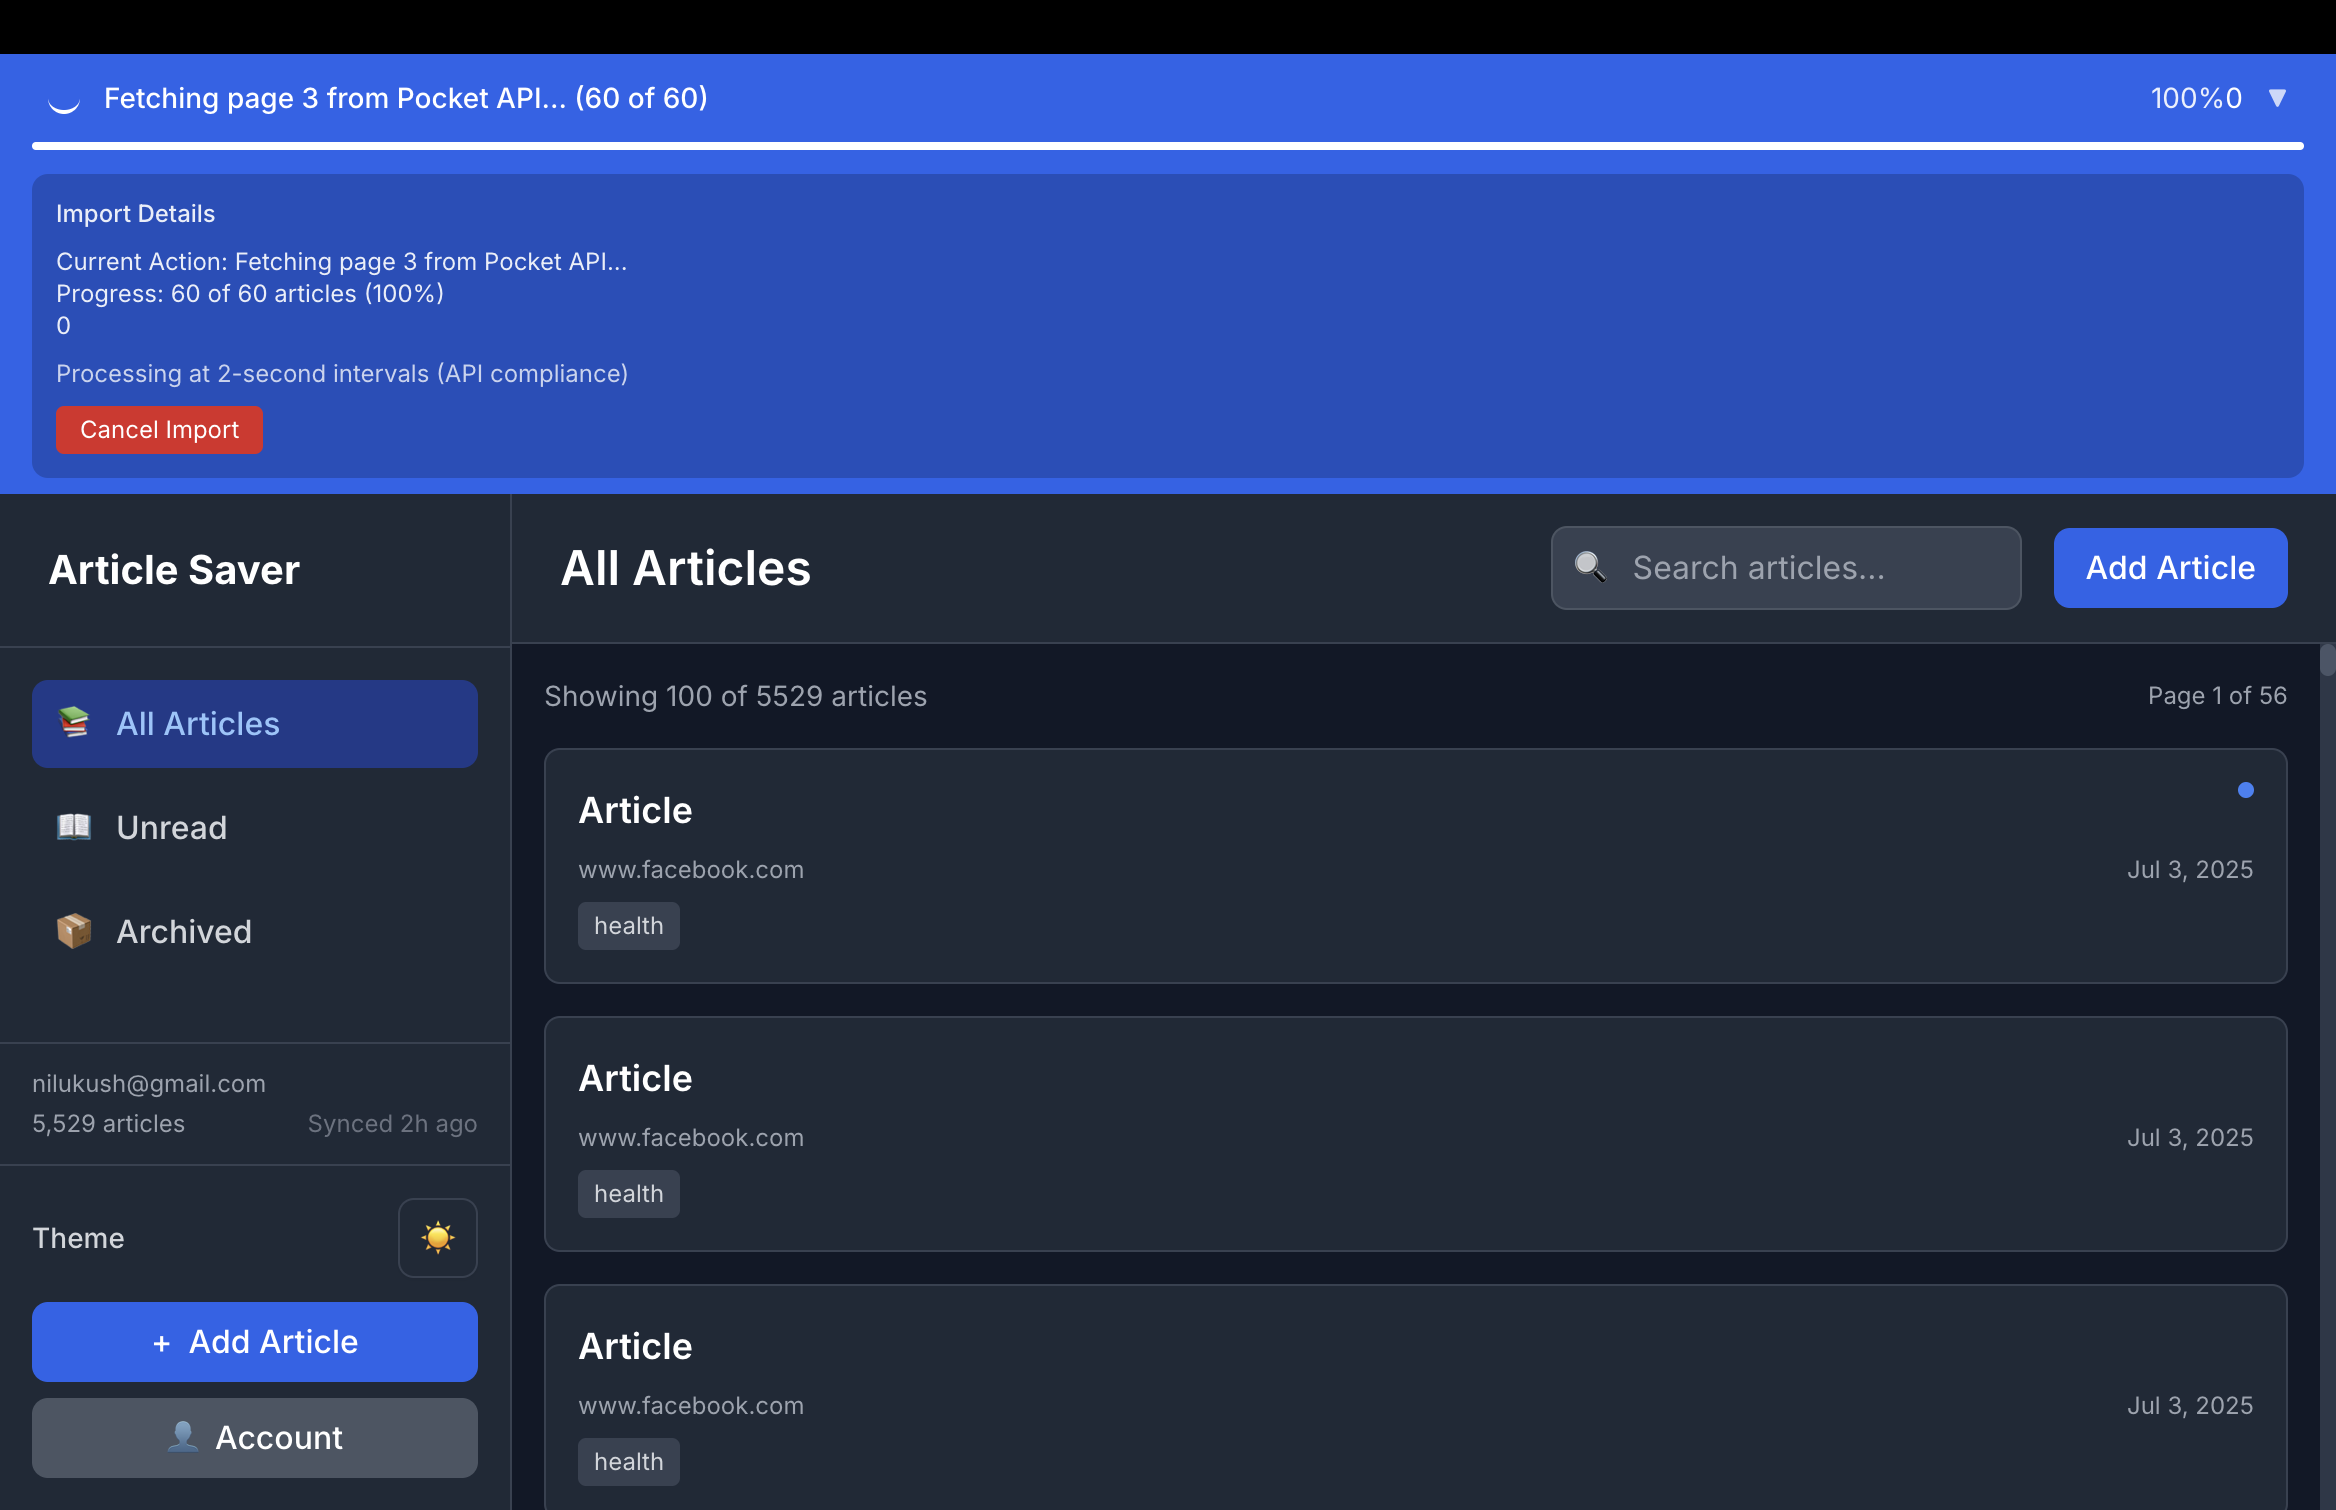 Fetching page 3 from Pocket API... (60 of 60)
100%0 ▼
Import Details
Current Action: Fetching page 3 from Pocket API...
Progress: 60 of 60 articles (100%)
0
Processing at 2-second intervals (API compliance)
Cancel Import
Article Saver
All Articles
Unread
Archived
nilukush@gmail.com
5,529 articles
Synced 2h ago
Theme
+ Add Article
Account
All Articles
Search articles...
Add Article
Showing 100 of 5529 articles
Page 1 of 56
Article
www.facebook.com
Jul 3, 2025
health
Article
www.facebook.com
Jul 3, 2025
health
Article
www.facebook.com
Jul 3, 2025
health